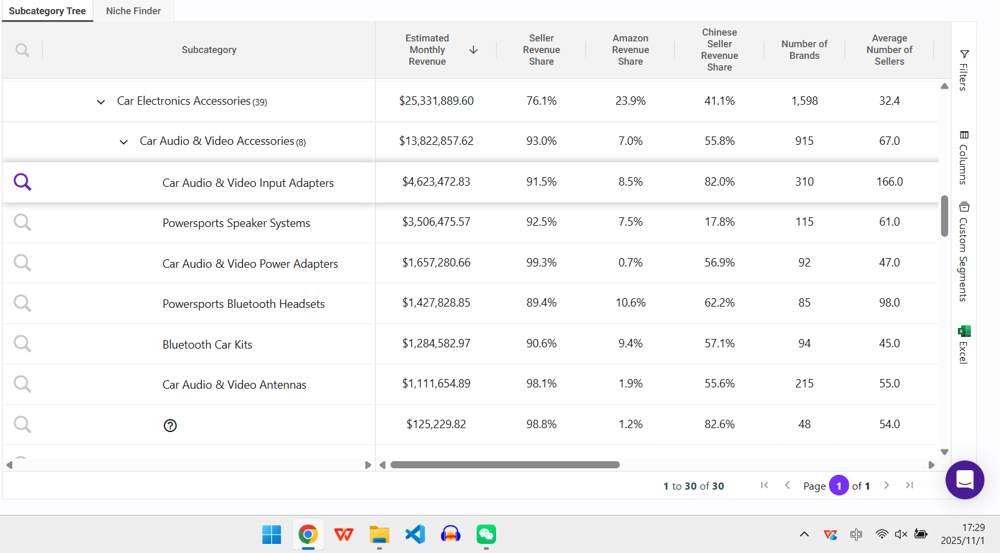 Subcategory Tree
Niche Finder
Subcategory
Estimated
Monthly
Revenue
Seller
Revenue
Share
Amazon
Revenue
Share
Chinese
Seller
Revenue
Share
Number of
Brands
Average
Number of
Sellers
Car Electronics Accessories (39) $25,331,889.60 76.1% 23.9% 41.1% 1,598 32.4
Car Audio & Video Accessories (8) $13,822,857.62 93.0% 7.0% 55.8% 915 67.0
Car Audio & Video Input Adapters $4,623,472.83 91.5% 8.5% 82.0% 310 166.0
Powersports Speaker Systems $3,506,475.57 92.5% 7.5% 17.8% 115 61.0
Car Audio & Video Power Adapters $1,657,280.66 99.3% 0.7% 56.9% 92 47.0
Powersports Bluetooth Headsets $1,427,828.85 89.4% 10.6% 62.2% 85 98.0
Bluetooth Car Kits $1,284,582.97 90.6% 9.4% 57.1% 94 45.0
Car Audio & Video Antennas $1,111,654.89 98.1% 1.9% 55.6% 215 55.0
? $125,229.82 98.8% 1.2% 82.6% 48 54.0
1 to 30 of 30
Page 1 of 1
Filters
Columns
Custom Segments
Excel
中
17:29
2025/11/1